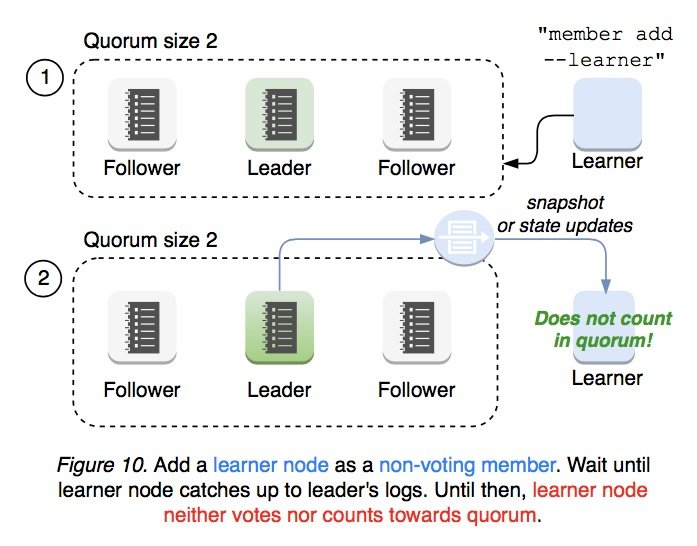 Quorum size 2
"member add
--learner"
1
Follower
Leader
Follower
Learner
snapshot
or state updates
Quorum size 2
2
Does not count
in quorum!
Follower
Leader
Follower
Learner
Figure 10. Add a learner node as a non-voting member. Wait until
learner node catches up to leader's logs. Until then, learner node
neither votes nor counts towards quorum.